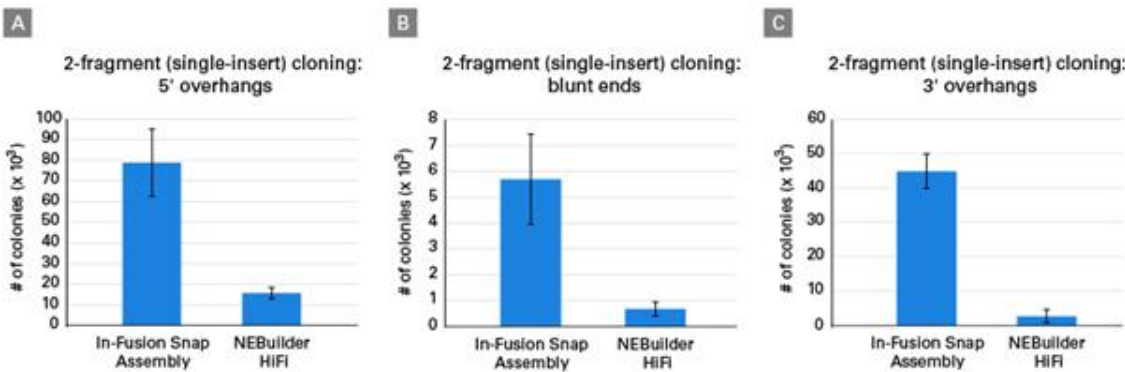 A
2-fragment (single-insert) cloning:
5' overhangs
# of colonies (x 10³)
100
90
80
70
60
50
40
30
20
10
0
In-Fusion Snap
Assembly
NEBuilder
HiFi
B
2-fragment (single-insert) cloning:
blunt ends
# of colonies (x 10³)
8
7
6
5
4
3
2
1
0
In-Fusion Snap
Assembly
NEBuilder
HiFi
C
2-fragment (single-insert) cloning:
3' overhangs
# of colonies (x 10³)
60
50
40
30
20
10
0
In-Fusion Snap
Assembly
NEBuilder
HiFi